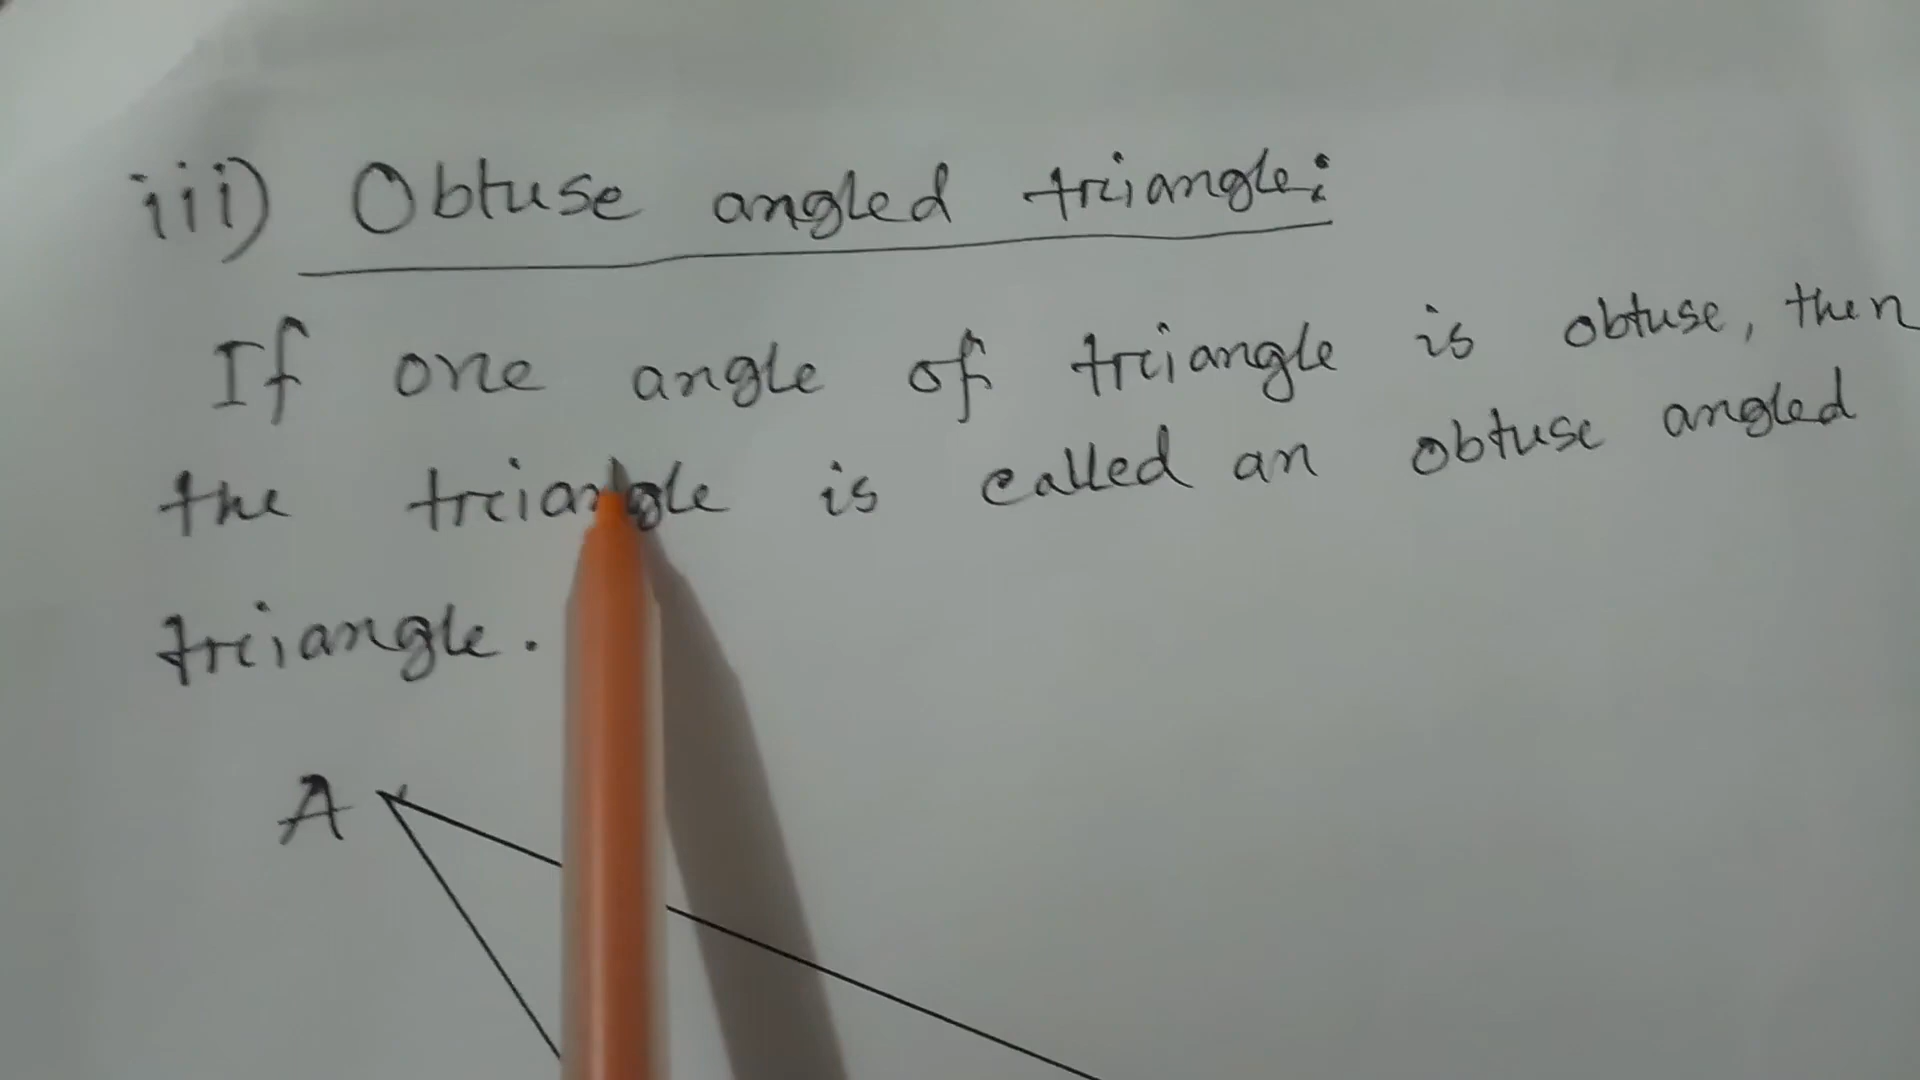 iii) Obtuse angled triangle:
If one angle of triangle is obtuse, then
the triangle is called an obtuse angled
triangle.
A